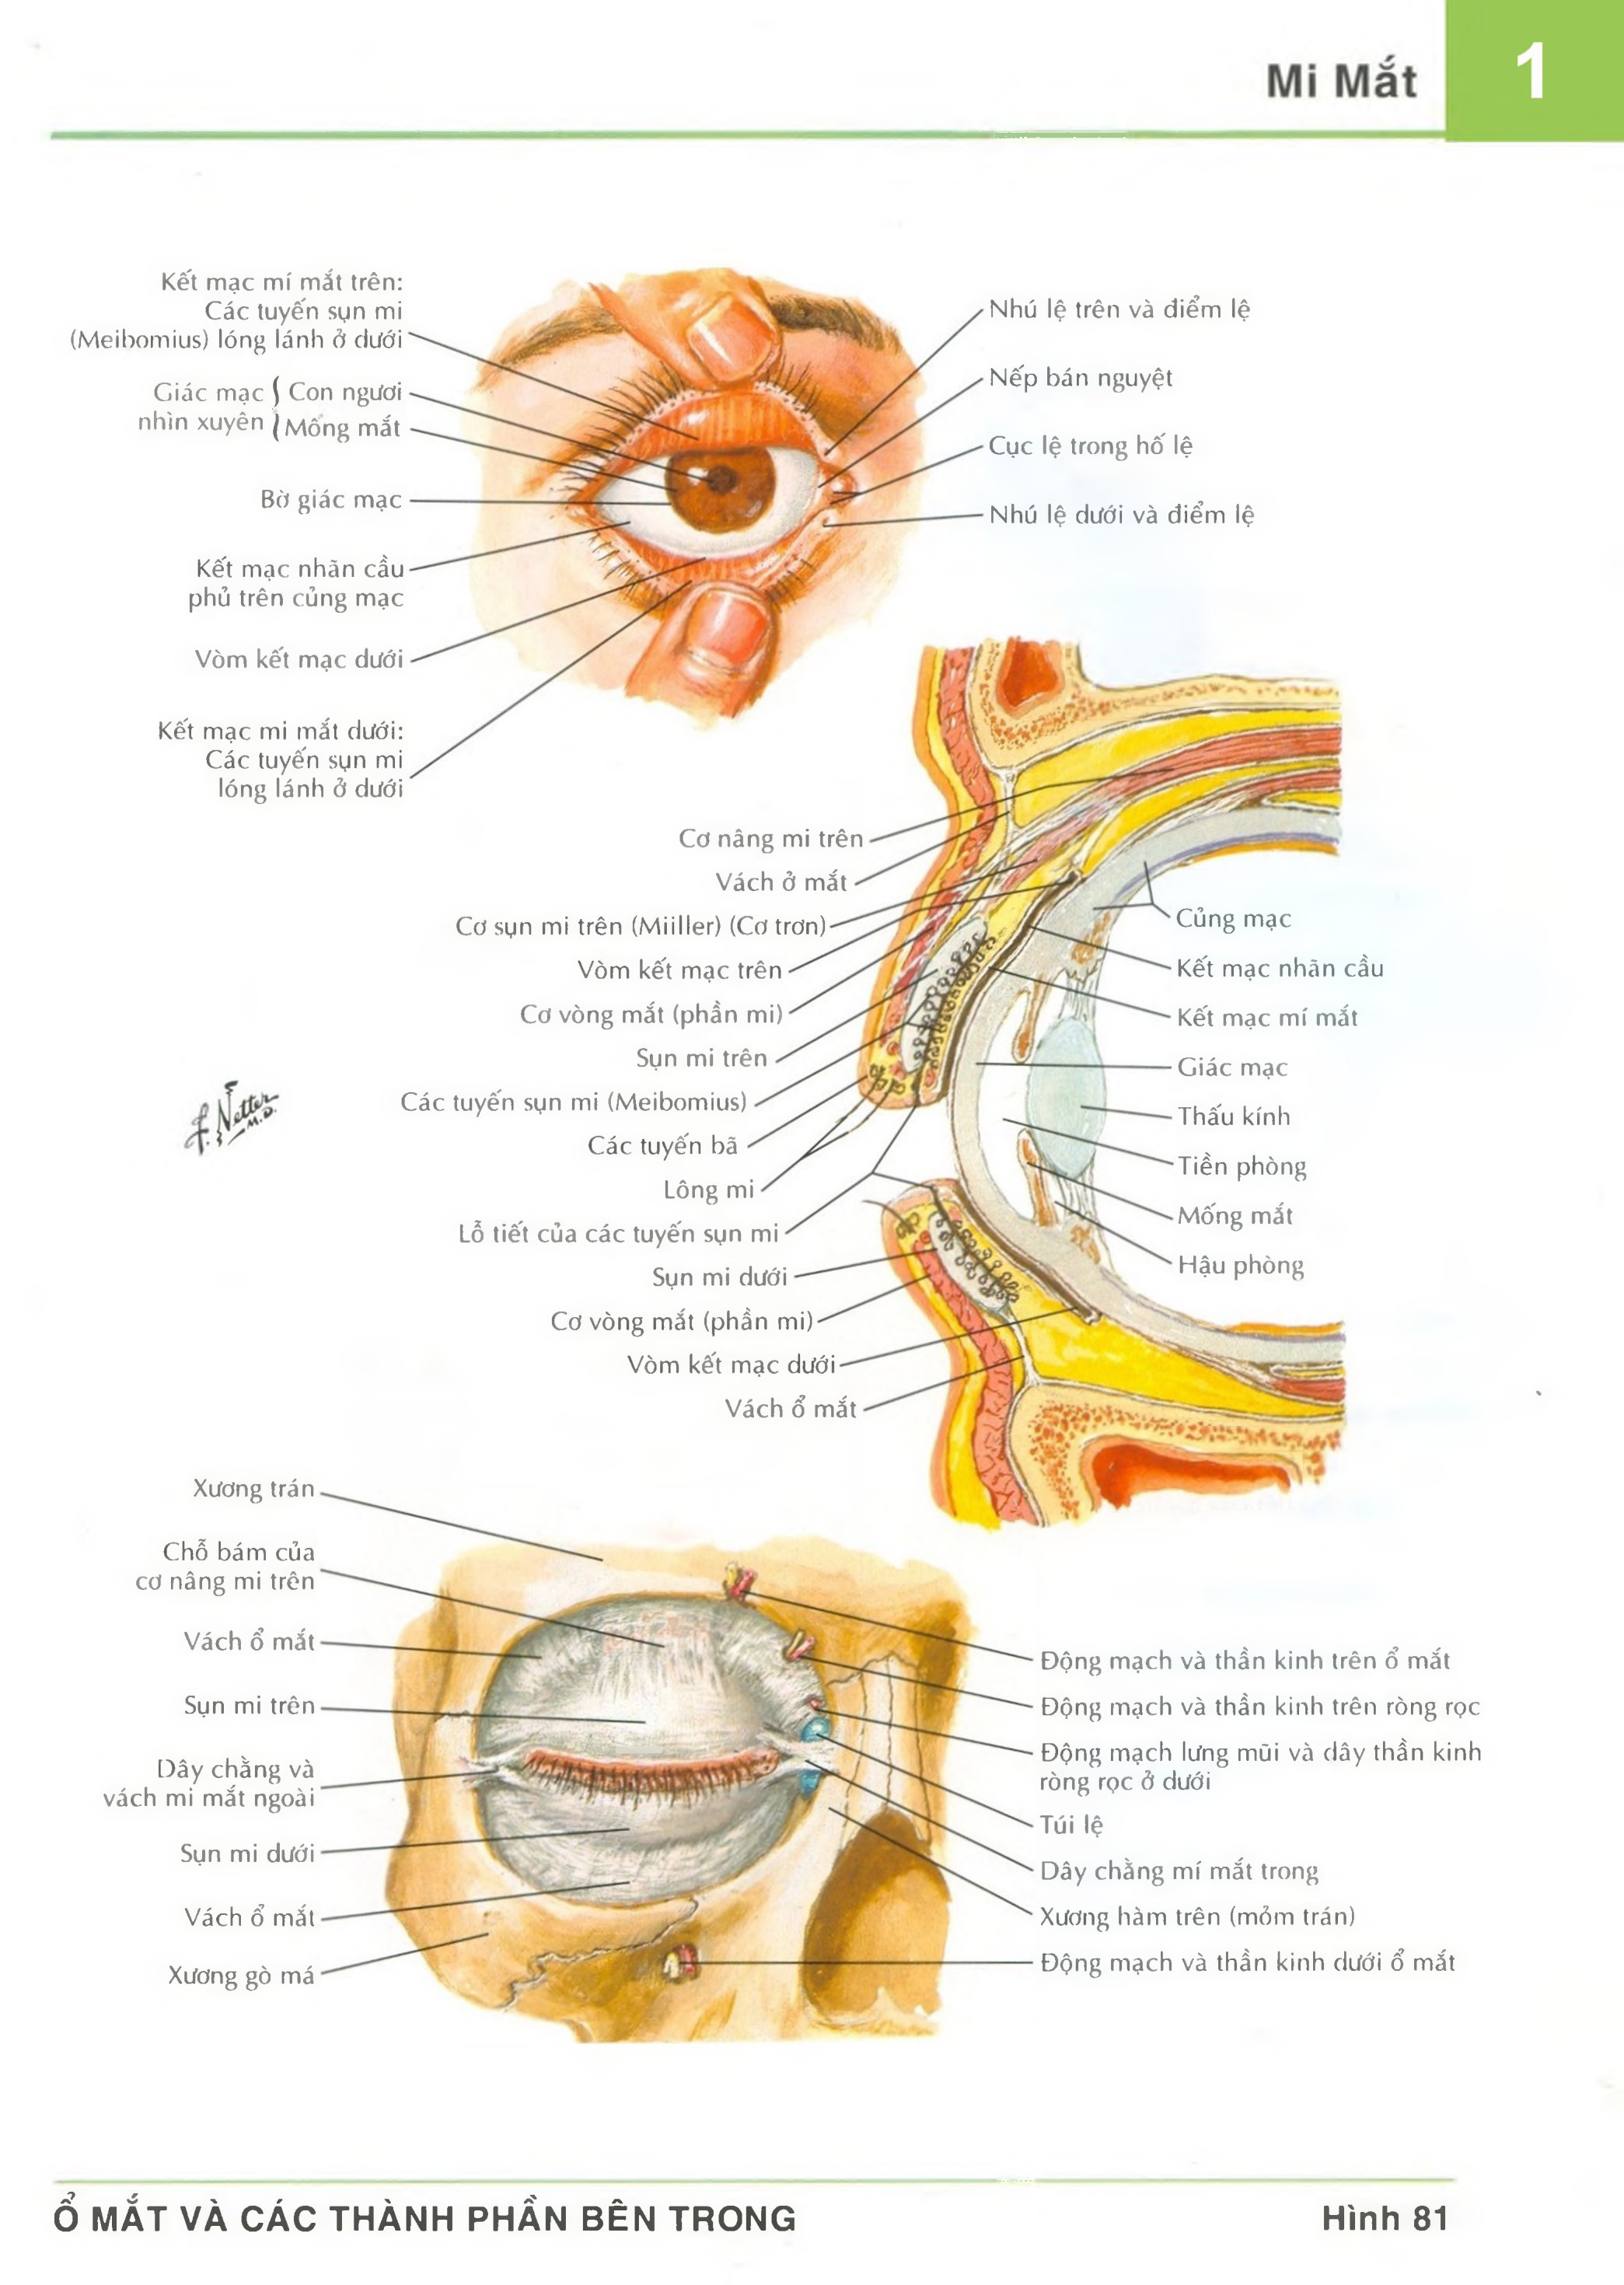 Mi Mắt
1
Kết mạc mí mắt trên:
Các tuyến sụn mi
(Meibomius) lóng lánh ở dưới
Giác mạc
nhìn xuyên
Con ngươi
Mống mắt
Bờ giác mạc
Kết mạc nhãn cầu
phủ trên củng mạc
Vòm kết mạc dưới
Kết mạc mi mắt dưới:
Các tuyến sụn mi
lóng lánh ở dưới
Nhú lệ trên và điểm lệ
Nếp bán nguyệt
Cục lệ trong hố lệ
Nhú lệ dưới và điểm lệ
Cơ nâng mi trên
Vách ở mắt
Cơ sụn mi trên (Miiller) (Cơ trơn)
Vòm kết mạc trên
Cơ vòng mắt (phần mi)
Sụn mi trên
Các tuyến sụn mi (Meibomius)
Các tuyến bã
Lông mi
Lỗ tiết của các tuyến sụn mi
Sụn mi dưới
Cơ vòng mắt (phần mi)
Vòm kết mạc dưới
Vách ổ mắt
Củng mạc
Kết mạc nhãn cầu
Kết mạc mí mắt
Giác mạc
Thấu kính
Tiền phòng
Mống mắt
Hậu phòng
F. Netter
M.D.
Xương trán
Chỗ bám của
cơ nâng mi trên
Vách ổ mắt
Sụn mi trên
Dây chằng và
vách mi mắt ngoài
Sụn mi dưới
Vách ổ mắt
Xương gò má
Động mạch và thần kinh trên ổ mắt
Động mạch và thần kinh trên ròng rọc
Động mạch lưng mũi và dây thần kinh
ròng rọc ở dưới
Túi lệ
Dây chằng mí mắt trong
Xương hàm trên (mỏm trán)
Động mạch và thần kinh dưới ổ mắt
Ổ MẮT VÀ CÁC THÀNH PHẦN BÊN TRONG
Hình 81